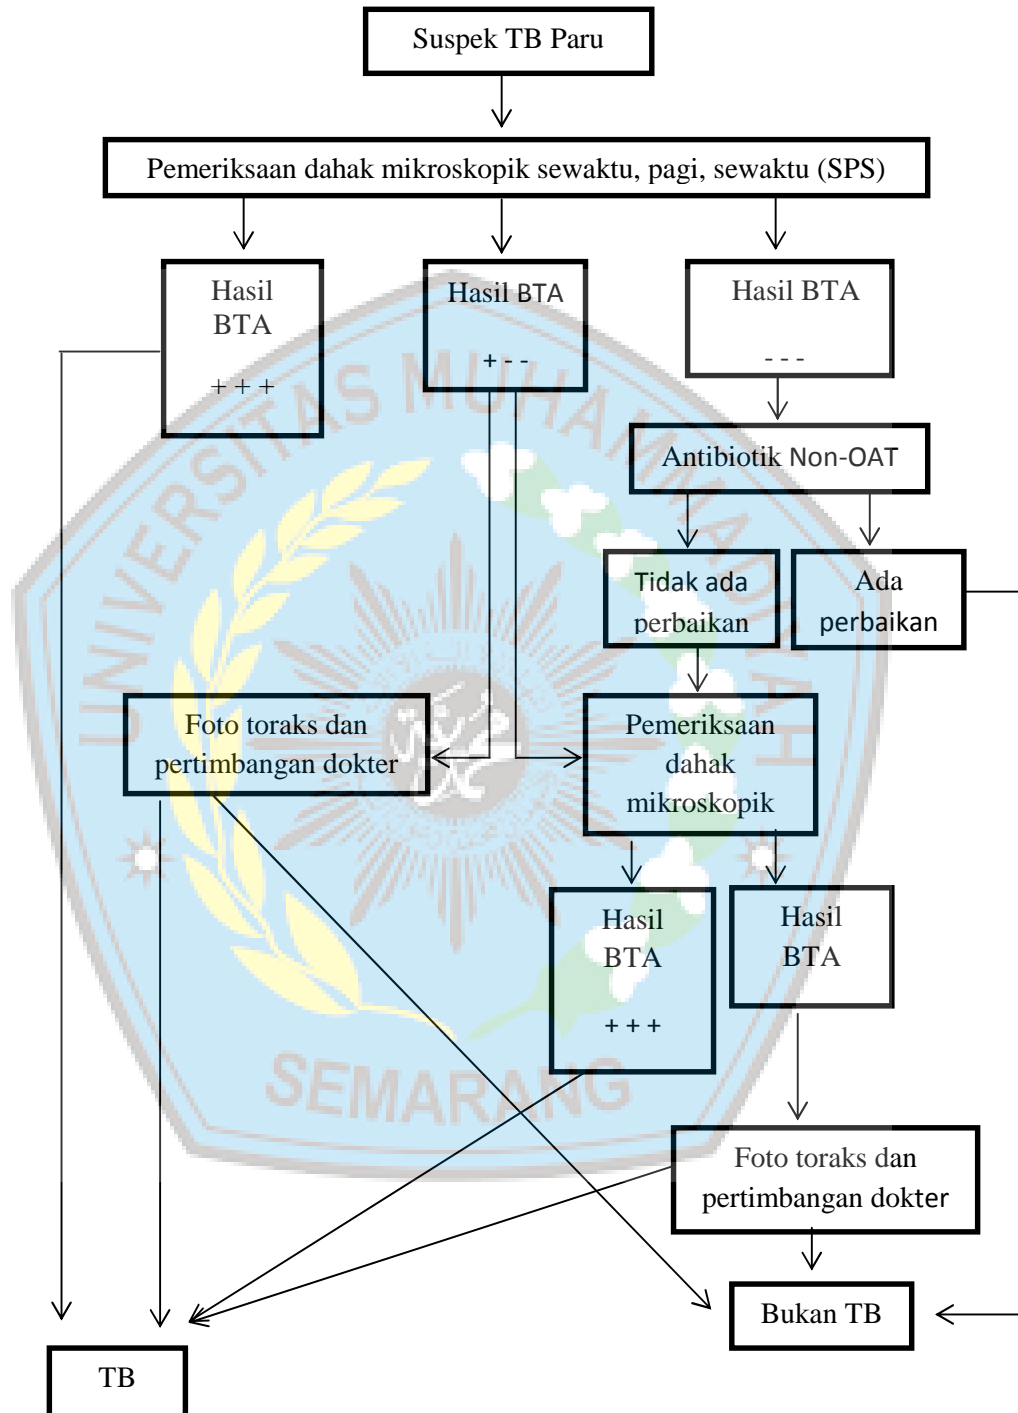 Suspek TB Paru
Pemeriksaan dahak mikroskopik sewaktu, pagi, sewaktu (SPS)
Hasil
BTA
+ + +
Hasil BTA
+ - -
Hasil BTA
- - -
Antibiotik Non-OAT
Tidak ada
perbaikan
Ada
perbaikan
Foto toraks dan
pertimbangan dokter
Pemeriksaan
dahak
mikroskopik
Hasil
BTA
+ + +
Hasil
BTA
Foto toraks dan
pertimbangan dokter
Bukan TB
TB
UNIVERSITAS MUHAMMADIYAH
SEMARANG